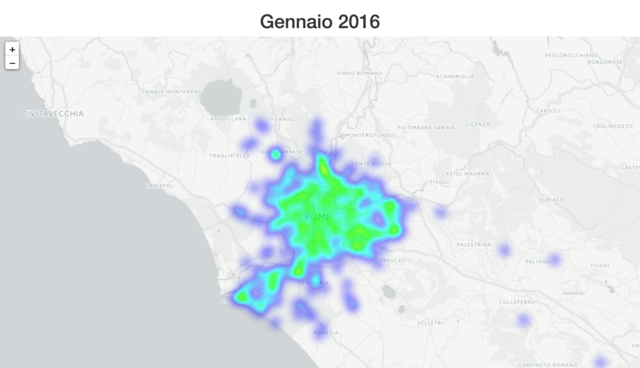 Gennaio 2016
+
−
PESCOROCCHIANO
BORGOROSE
FIANO ROMANO
SCANDRIGLIA
CANALE MONTERANO
CARSOLI
CIVITAVECCHIA
ANGUILLARA
FORMELLO
PALOMBARA SABINA
LICENZA
TAGLIACOZZO
MONTEROTONDO
TRAGLIATELLA
CASTEL MADAMA
TIVOLI
LADISPOLI
SUBIACO
ROME
PALESTRINA
FRASCATI
PALIANO
FIUGGI
ANAGNI
COLLEFERRO
VELLETRI
POMEZIA
CARPINETO ROMANO